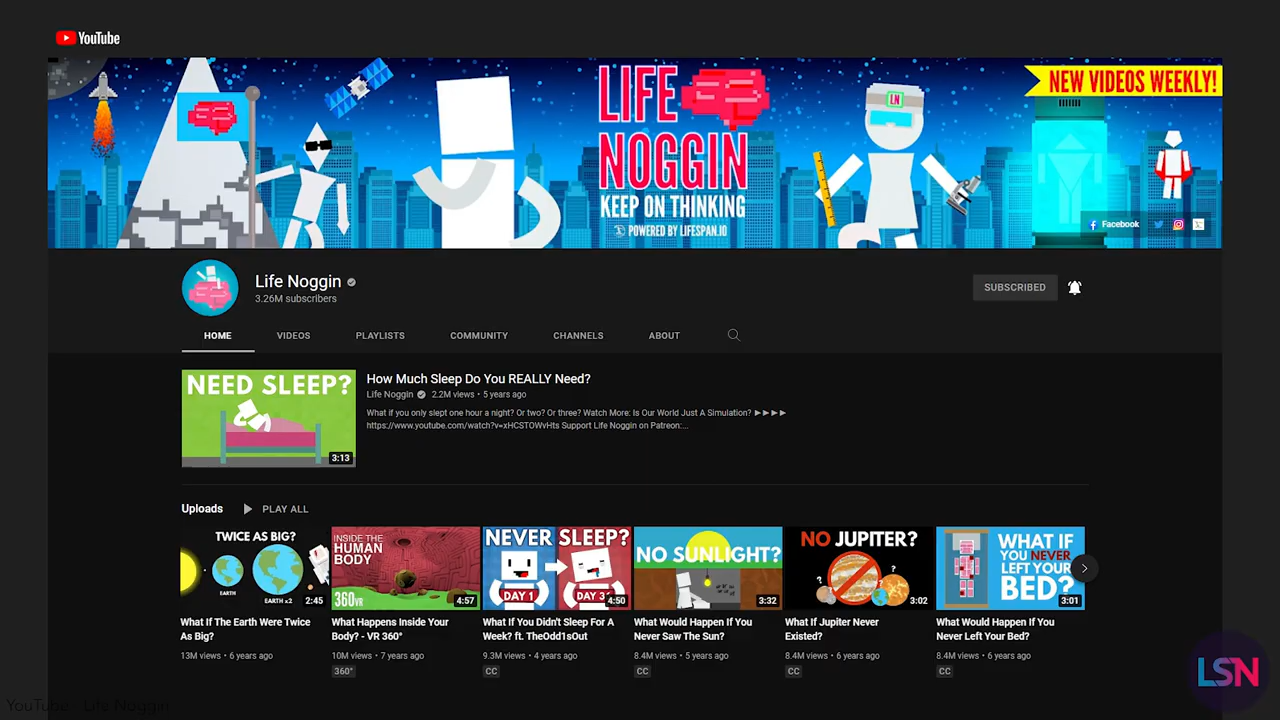 YouTube
LIFE
NOGGIN
KEEP ON THINKING
POWERED BY LIFESPAN.IO
NEW VIDEOS WEEKLY!
LN
Facebook
Life Noggin
3.26M subscribers
SUBSCRIBED
HOME
VIDEOS
PLAYLISTS
COMMUNITY
CHANNELS
ABOUT
NEED SLEEP?
3:13
How Much Sleep Do You REALLY Need?
Life Noggin 2.2M views • 5 years ago
What if you only slept one hour a night? Or two? Or three? Watch More: Is Our World Just A Simulation? ►►►►
https://www.youtube.com/watch?v=xHCSTOWvHts Support Life Noggin on Patreon:...
Uploads
PLAY ALL
TWICE AS BIG?
EARTH
EARTH x2
2:45
What If The Earth Were Twice
As Big?
13M views • 6 years ago
INSIDE THE
HUMAN
BODY
360VR
4:57
What Happens Inside Your
Body? - VR 360°
10M views • 7 years ago
360°
NEVER SLEEP?
DAY 1
DAY 3
4:50
What If You Didn't Sleep For A
Week? ft. TheOdd1sOut
9.3M views • 4 years ago
CC
NO SUNLIGHT?
3:32
What Would Happen If You
Never Saw The Sun?
8.4M views • 5 years ago
CC
NO JUPITER?
?
?
3:02
What If Jupiter Never
Existed?
8.4M views • 6 years ago
CC
WHAT IF
YOU NEVER
LEFT YOUR
BED?
3:01
What Would Happen If You
Never Left Your Bed?
8.4M views • 6 years ago
CC
LSN
YouTube - Life Noggin